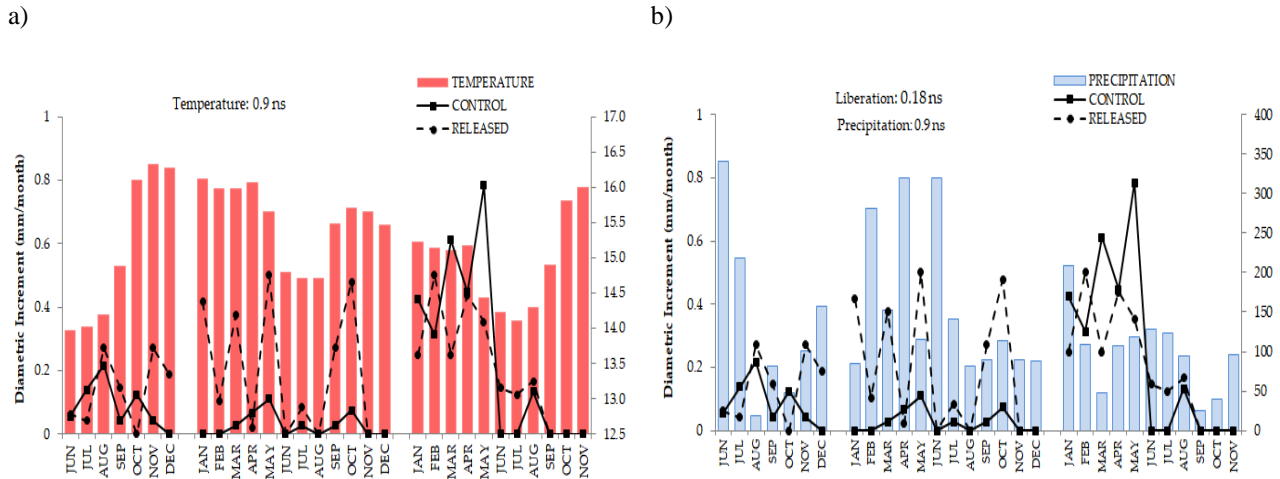 a)
b)
TEMPERATURE
CONTROL
RELEASED
Temperature: 0.9 ns
Diametric Increment (mm/month)
1
0.8
0.6
0.4
0.2
0
17.0
16.5
16.0
15.5
15.0
14.5
14.0
13.5
13.0
12.5
JUN JUL AUG SEP OCT NOV DEC JAN FEB MAR APR MAY JUN JUL AUG SEP OCT NOV DEC JAN FEB MAR APR MAY JUN JUL AUG SEP OCT NOV
PRECIPITATION
CONTROL
RELEASED
Liberation: 0.18 ns
Precipitation: 0.9 ns
Diametric Increment (mm/month)
1
0.8
0.6
0.4
0.2
0
400
350
300
250
200
150
100
50
0
JUN JUL AUG SEP OCT NOV DEC JAN FEB MAR APR MAY JUN JUL AUG SEP OCT NOV DEC JAN FEB MAR APR MAY JUN JUL AUG SEP OCT NOV